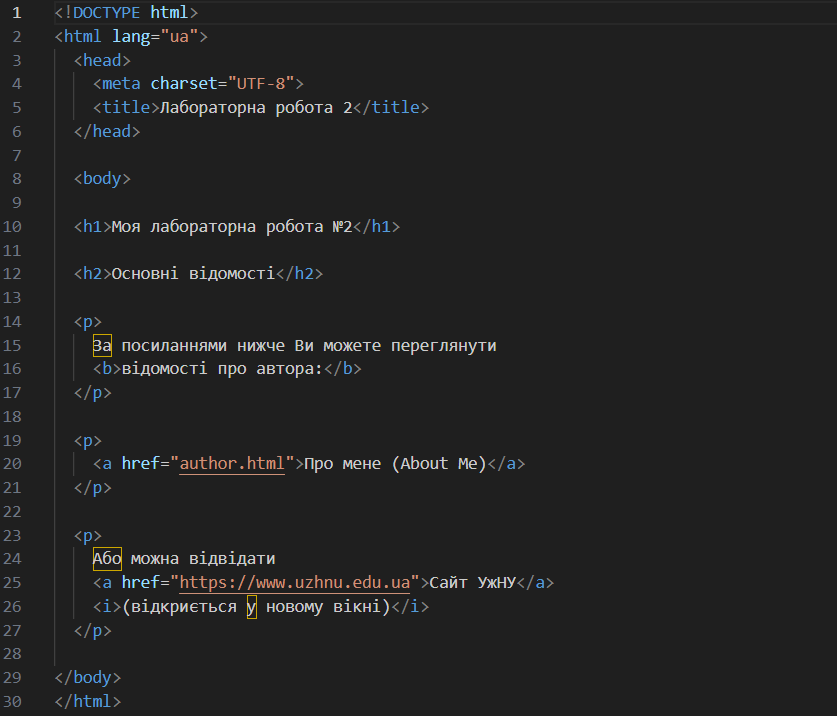 1 <!DOCTYPE html>
2 <html lang="ua">
3 <head>
4 <meta charset="UTF-8">
5 <title>Лабораторна робота 2</title>
6 </head>
7
8 <body>
9
10 <h1>Моя лабораторна робота №2</h1>
11
12 <h2>Основні відомості</h2>
13
14 <p>
15 За посиланнями нижче Ви можете переглянути
16 <b>відомості про автора:</b>
17 </p>
18
19 <p>
20 <a href="author.html">Про мене (About Me)</a>
21 </p>
22
23 <p>
24 Або можна відвідати
25 <a href="https://www.uzhnu.edu.ua">Сайт УжНУ</a>
26 <i>(відкриється у новому вікні)</i>
27 </p>
28
29 </body>
30 </html>